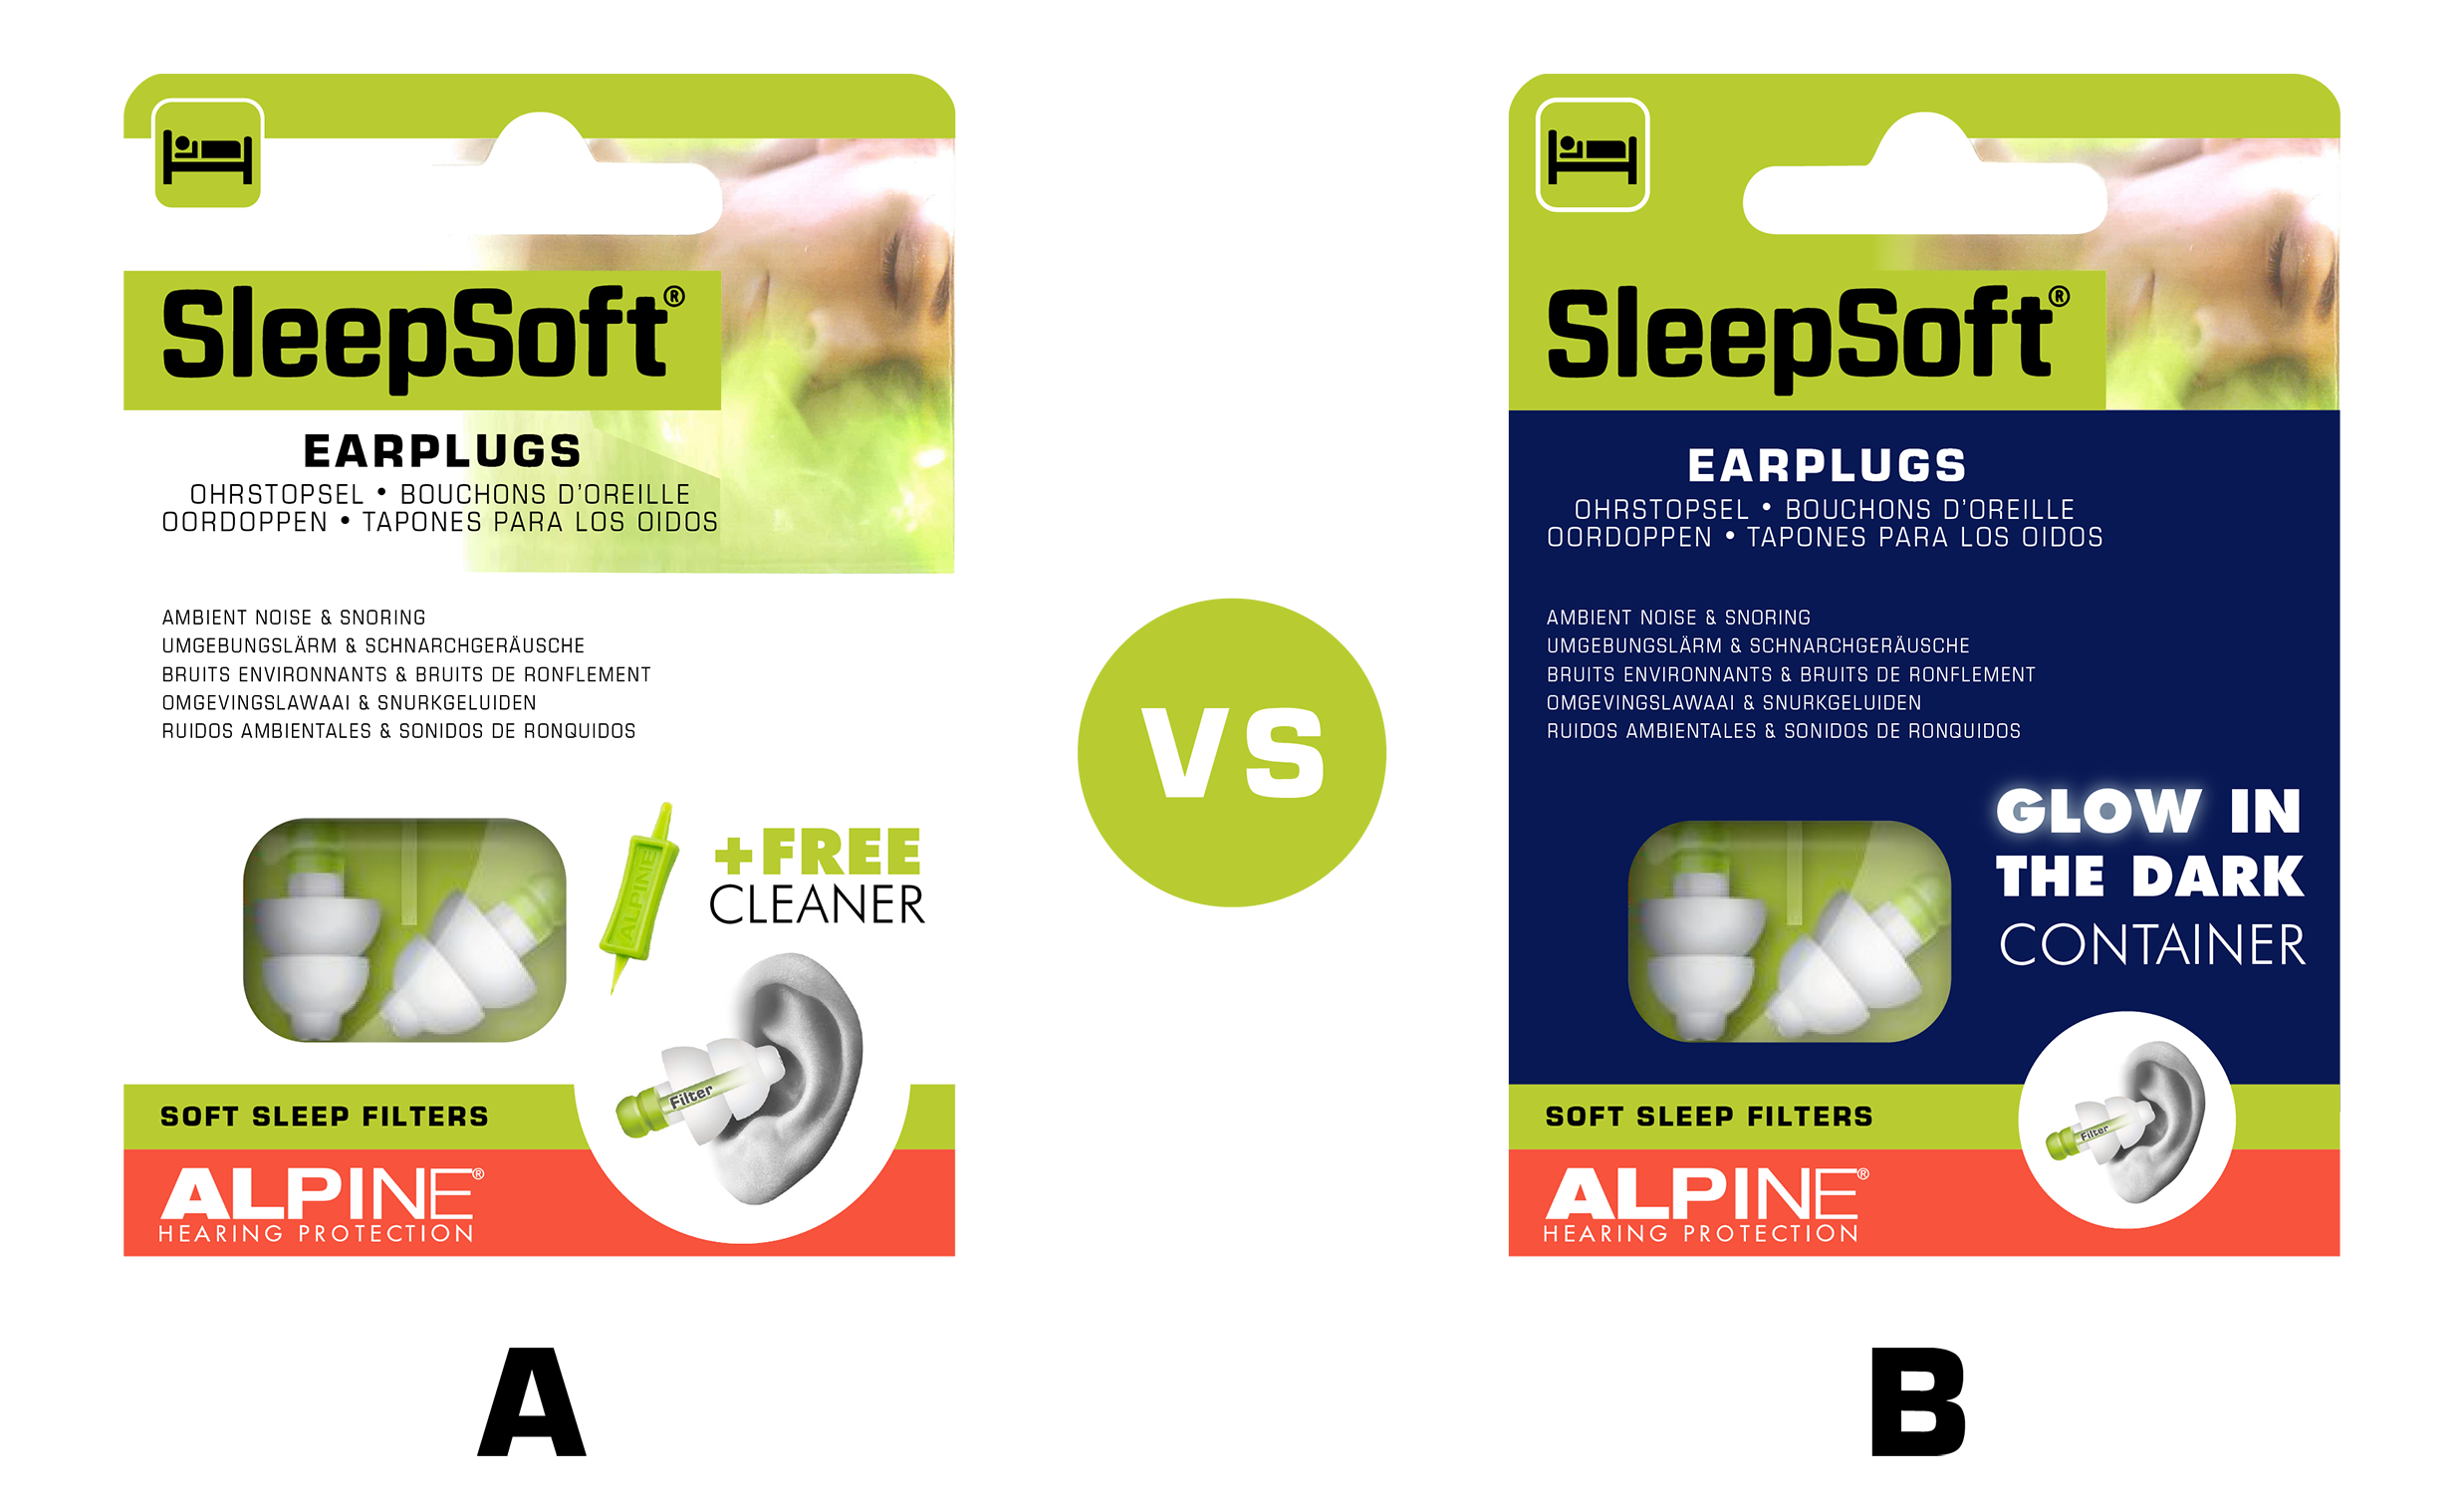 SleepSoft®
EARPLUGS
OHRSTOPSEL • BOUCHONS D'OREILLE
OORDOPPEN • TAPONES PARA LOS OIDOS
AMBIENT NOISE & SNORING
UMGEBUNGSLÄRM & SCHNARCHGERÄUSCHE
BRUITS ENVIRONNANTS & BRUITS DE RONFLEMENT
OMGEVINGSLAWAAI & SNURKGELUIDEN
RUIDOS AMBIENTALES & SONIDOS DE RONQUIDOS
ALPINE
+FREE
CLEANER
Filter
SOFT SLEEP FILTERS
ALPINE®
HEARING PROTECTION
A
VS
SleepSoft®
EARPLUGS
OHRSTOPSEL • BOUCHONS D'OREILLE
OORDOPPEN • TAPONES PARA LOS OIDOS
AMBIENT NOISE & SNORING
UMGEBUNGSLÄRM & SCHNARCHGERÄUSCHE
BRUITS ENVIRONNANTS & BRUITS DE RONFLEMENT
OMGEVINGSLAWAAI & SNURKGELUIDEN
RUIDOS AMBIENTALES & SONIDOS DE RONQUIDOS
GLOW IN
THE DARK
CONTAINER
Filter
SOFT SLEEP FILTERS
ALPINE®
HEARING PROTECTION
B